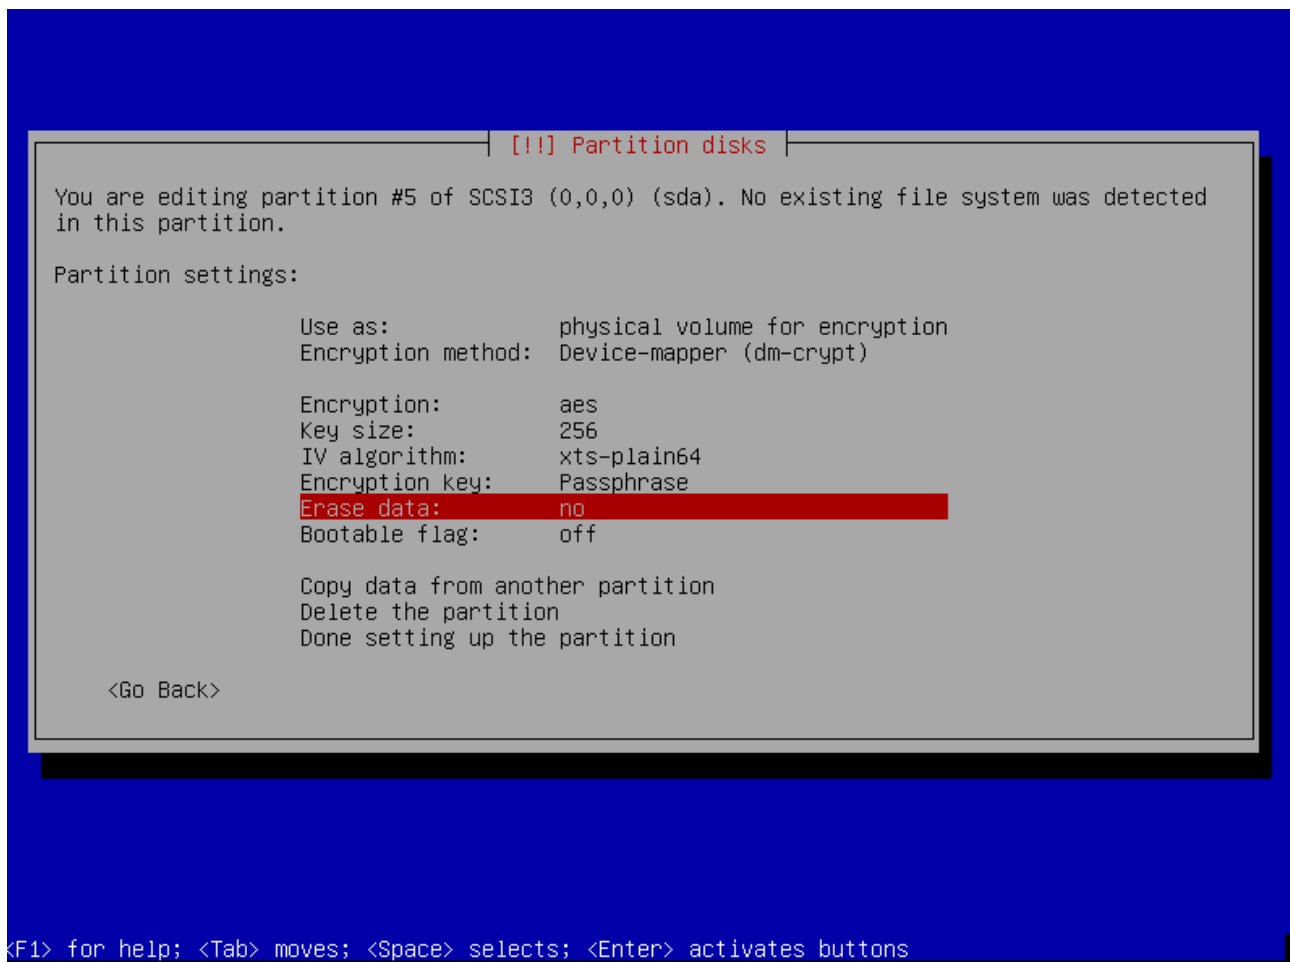 [!!] Partition disks
You are editing partition #5 of SCSI3 (0,0,0) (sda). No existing file system was detected
in this partition.
Partition settings:
Use as: physical volume for encryption
Encryption method: Device-mapper (dm-crypt)
Encryption: aes
Key size: 256
IV algorithm: xts-plain64
Encryption key: Passphrase
Erase data: no
Bootable flag: off
Copy data from another partition
Delete the partition
Done setting up the partition
<Go Back>
<F1> for help; <Tab> moves; <Space> selects; <Enter> activates buttons